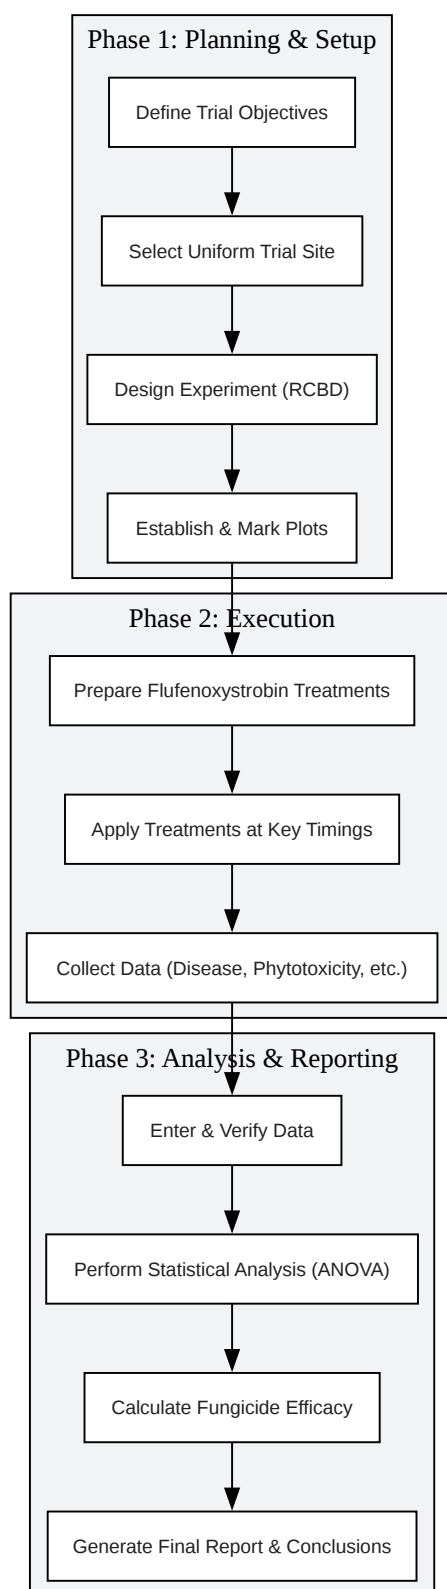 Phase 1: Planning & Setup
Define Trial Objectives
Select Uniform Trial Site
Design Experiment (RCBD)
Establish & Mark Plots
Phase 2: Execution
Prepare Flufenoxystrobin Treatments
Apply Treatments at Key Timings
Collect Data (Disease, Phytotoxicity, etc.)
Phase 3: Analysis & Reporting
Enter & Verify Data
Perform Statistical Analysis (ANOVA)
Calculate Fungicide Efficacy
Generate Final Report & Conclusions